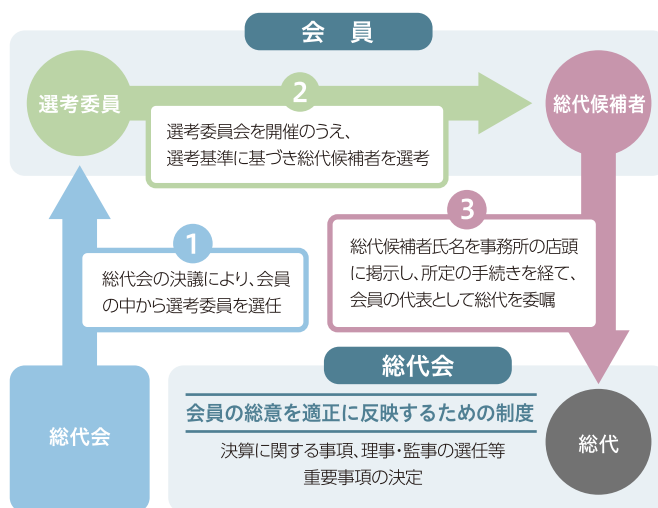 会 員
選考委員
2
選考委員会を開催のうえ、
選考基準に基づき総代候補者を選考
総代候補者
1
総代会の決議により、会員
の中から選考委員を選任
3
総代候補者氏名を事務所の店頭
に掲示し、所定の手続きを経て、
会員の代表として総代を委嘱
総代会
総代会
会員の総意を適正に反映するための制度
決算に関する事項、理事・監事の選任等
重要事項の決定
総代